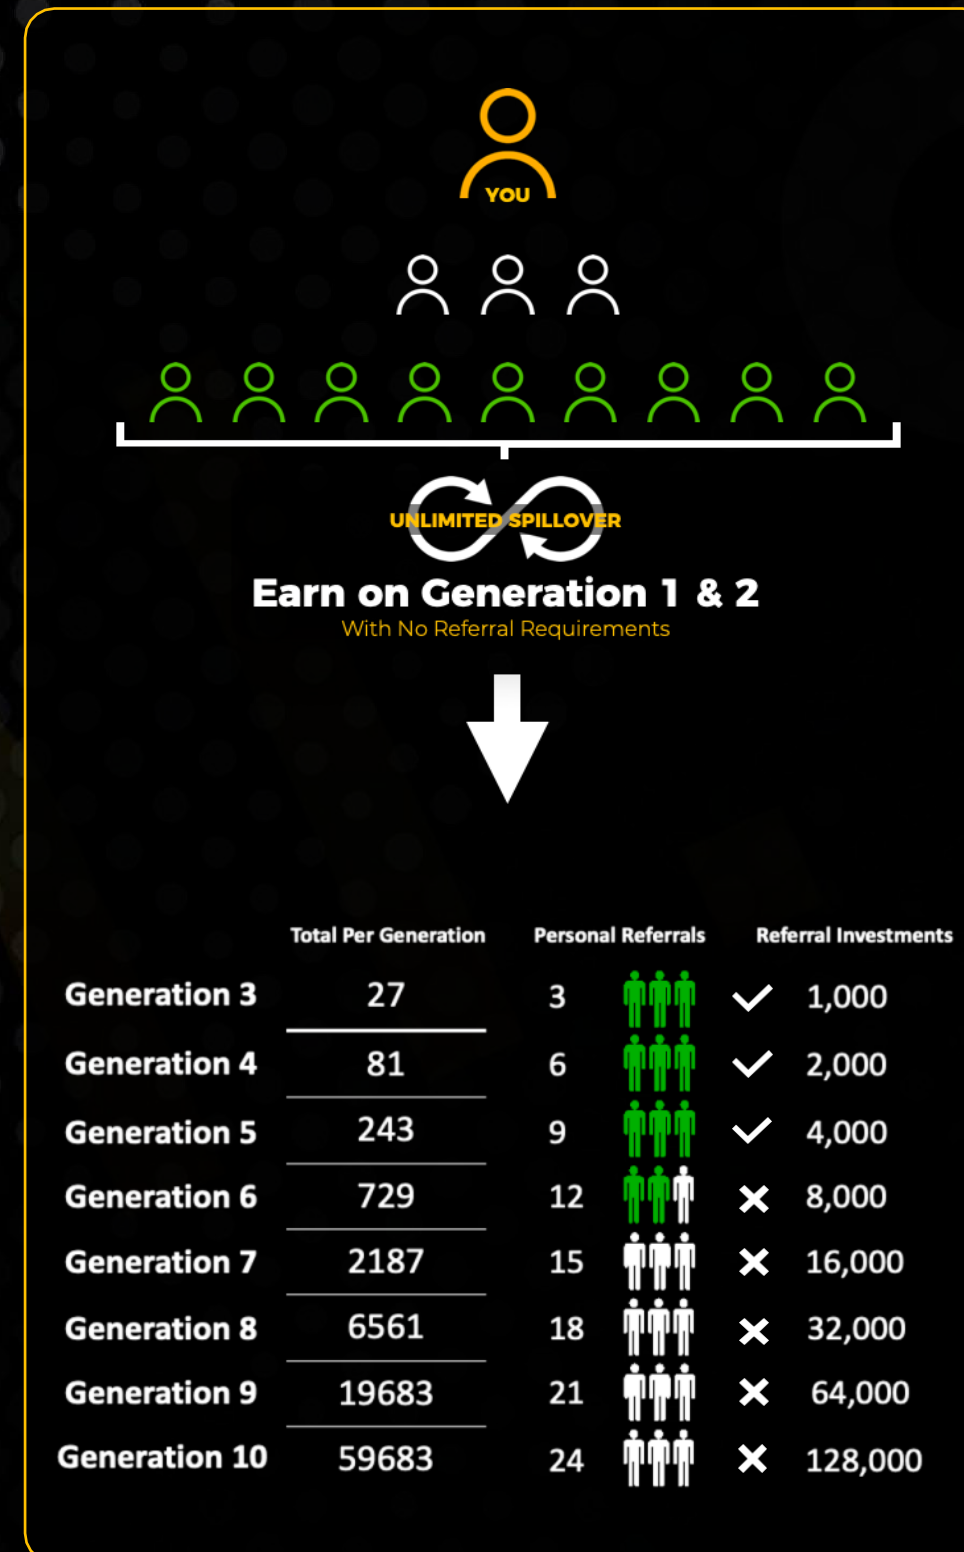 YOU
UNLIMITED SPILLOVER
Earn on Generation 1 & 2
With No Referral Requirements
Total Per Generation Personal Referrals Referral Investments
Generation 3 27 3 1,000
Generation 4 81 6 2,000
Generation 5 243 9 4,000
Generation 6 729 12 8,000
Generation 7 2187 15 16,000
Generation 8 6561 18 32,000
Generation 9 19683 21 64,000
Generation 10 59683 24 128,000